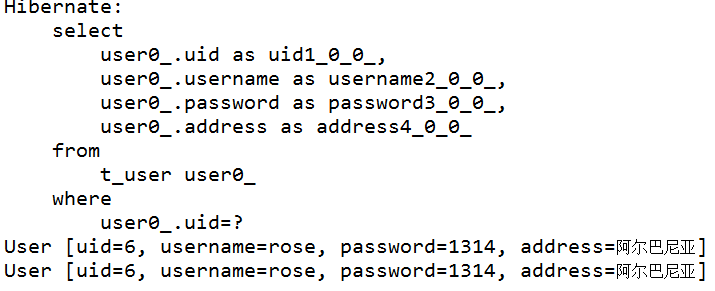 Hibernate:
    select
        user0_.uid as uid1_0_0_,
        user0_.username as username2_0_0_,
        user0_.password as password3_0_0_,
        user0_.address as address4_0_0_
    from
        t_user user0_
    where
        user0_.uid=?
User [uid=6, username=rose, password=1314, address=阿尔巴尼亚]
User [uid=6, username=rose, password=1314, address=阿尔巴尼亚]